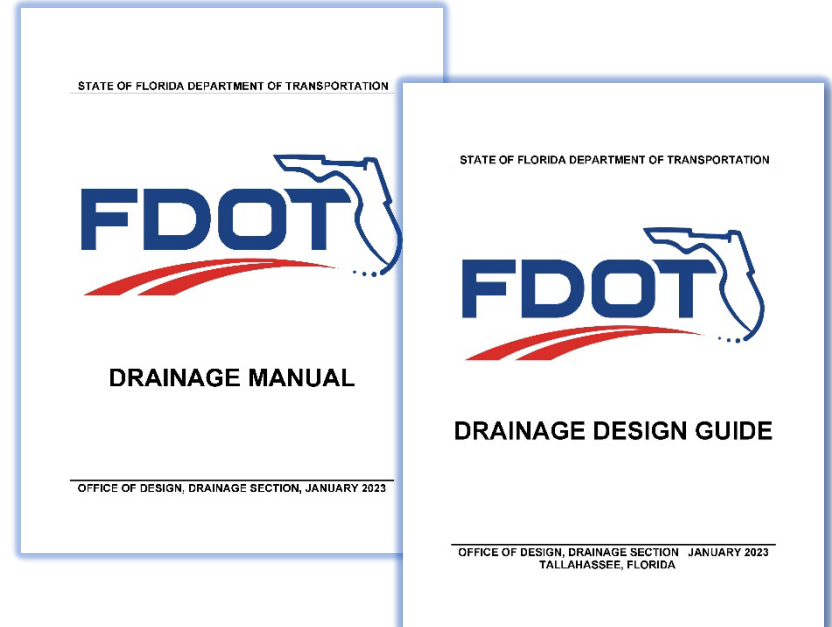 STATE OF FLORIDA DEPARTMENT OF TRANSPORTATION
FDOT
DRAINAGE MANUAL
OFFICE OF DESIGN, DRAINAGE SECTION, JANUARY 2023
STATE OF FLORIDA DEPARTMENT OF TRANSPORTATION
FDOT
DRAINAGE DESIGN GUIDE
OFFICE OF DESIGN, DRAINAGE SECTION JANUARY 2023
TALLAHASSEE, FLORIDA